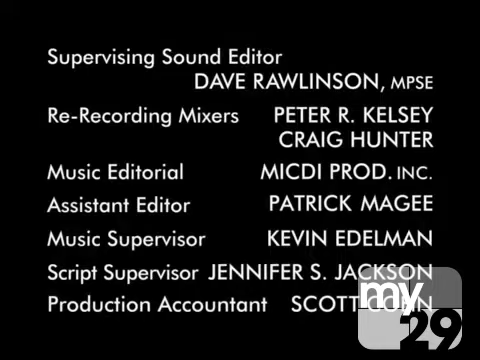 Supervising Sound Editor
DAVE RAWLINSON, MPSE
Re-Recording Mixers PETER R. KELSEY
CRAIG HUNTER
Music Editorial MICDI PROD. INC.
Assistant Editor PATRICK MAGEE
Music Supervisor KEVIN EDELMAN
Script Supervisor JENNIFER S. JACKSON
Production Accountant SCOTT
my
29